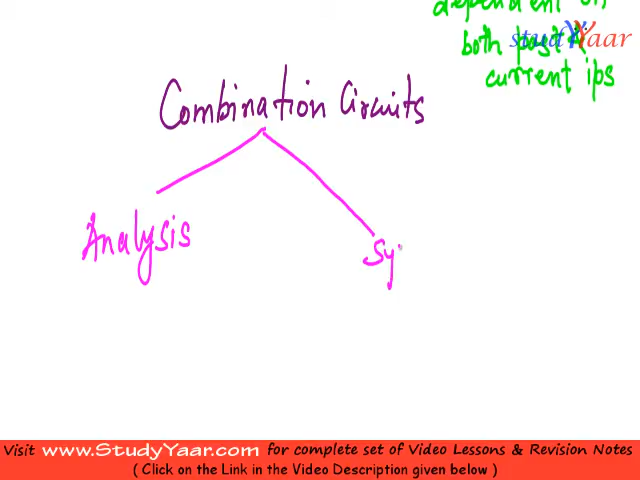 dependent on
both past &
studYYaar
current ips
Combination Circuits
Analysis
Sy
Visit www.StudyYaar.com for complete set of Video Lessons & Revision Notes
( Click on the Link in the Video Description given below )